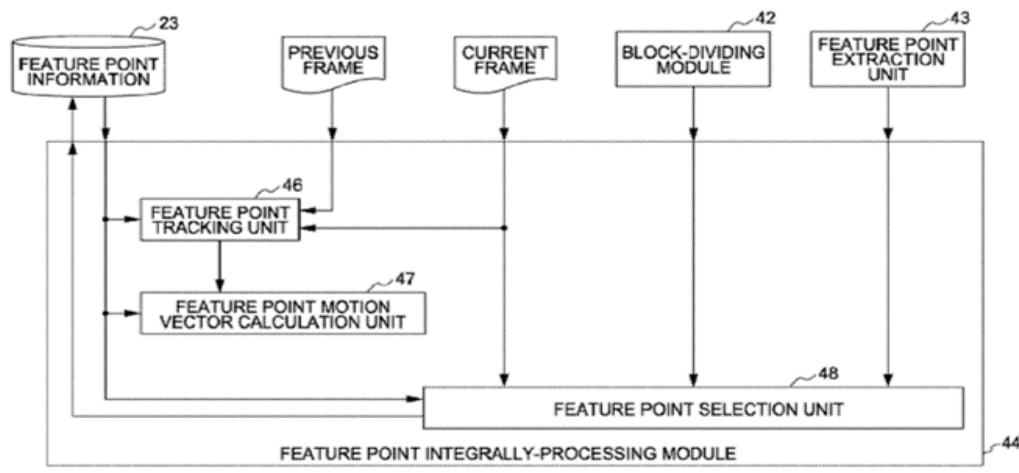 23
FEATURE POINT
INFORMATION
PREVIOUS
FRAME
CURRENT
FRAME
42
BLOCK-DIVIDING
MODULE
43
FEATURE POINT
EXTRACTION
UNIT
46
FEATURE POINT
TRACKING UNIT
47
FEATURE POINT MOTION
VECTOR CALCULATION UNIT
48
FEATURE POINT SELECTION UNIT
FEATURE POINT INTEGRALLY-PROCESSING MODULE
44